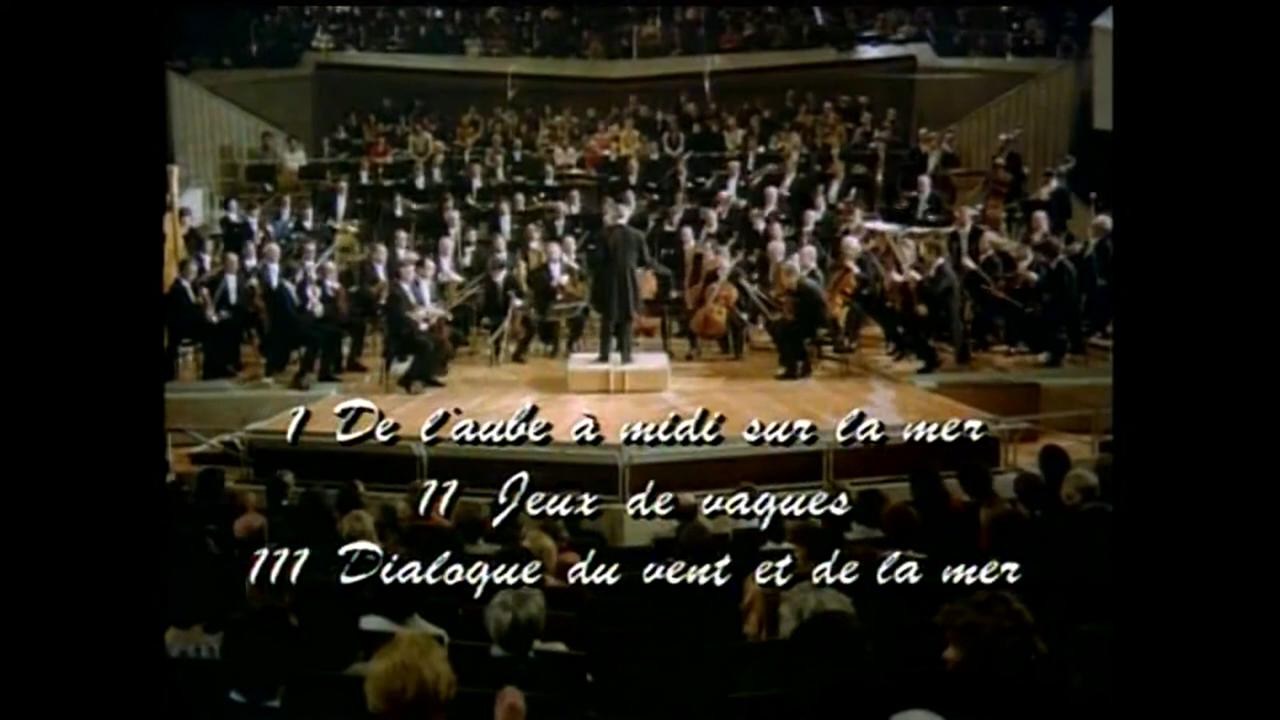 I De l'aube à midi sur la mer
II Jeux de vagues
III Dialogue du vent et de la mer